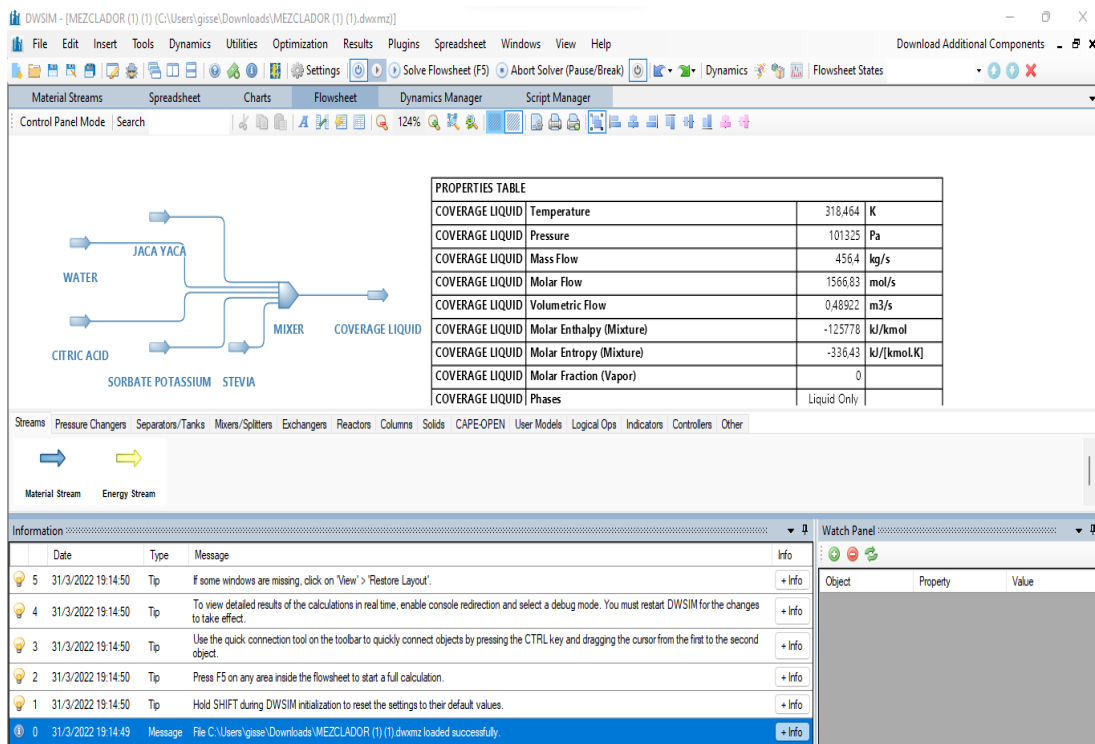 DWSIM - [MEZCLADOR (1) (1) (C:\Users\gisse\Downloads\MEZCLADOR (1) (1).dwxmz)]
File Edit Insert Tools Dynamics Utilities Optimization Results Plugins Spreadsheet Windows View Help Download Additional Components
Settings Solve Flowsheet (F5) Abort Solver (Pause/Break) Dynamics Flowsheet States
Material Streams Spreadsheet Charts Flowsheet Dynamics Manager Script Manager
Control Panel Mode Search 124%
JACA YACA
WATER
CITRIC ACID
SORBATE POTASSIUM STEVIA
MIXER COVERAGE LIQUID
PROPERTIES TABLE
COVERAGE LIQUID Temperature 318,464 K
COVERAGE LIQUID Pressure 101325 Pa
COVERAGE LIQUID Mass Flow 456,4 kg/s
COVERAGE LIQUID Molar Flow 1566,83 mol/s
COVERAGE LIQUID Volumetric Flow 0,48922 m3/s
COVERAGE LIQUID Molar Enthalpy (Mixture) -125778 kJ/kmol
COVERAGE LIQUID Molar Entropy (Mixture) -336,43 kJ/[kmol.K]
COVERAGE LIQUID Molar Fraction (Vapor) 0
COVERAGE LIQUID Phases Liquid Only
Streams Pressure Changers Separators/Tanks Mixers/Splitters Exchangers Reactors Columns Solids CAPE-OPEN User Models Logical Ops Indicators Controllers Other
Material Stream Energy Stream
Information
Date Type Message Info
5 31/3/2022 19:14:50 Tip If some windows are missing, click on 'View' > 'Restore Layout'. + Info
4 31/3/2022 19:14:50 Tip To view detailed results of the calculations in real time, enable console redirection and select a debug mode. You must restart DWSIM for the changes
to take effect. + Info
3 31/3/2022 19:14:50 Tip Use the quick connection tool on the toolbar to quickly connect objects by pressing the CTRL key and dragging the cursor from the first to the second
object. + Info
2 31/3/2022 19:14:50 Tip Press F5 on any area inside the flowsheet to start a full calculation. + Info
1 31/3/2022 19:14:50 Tip Hold SHIFT during DWSIM initialization to reset the settings to their default values. + Info
0 31/3/2022 19:14:49 Message File C:\Users\gisse\Downloads\MEZCLADOR (1) (1).dwxmz loaded successfully. + Info
Watch Panel
Object Property Value